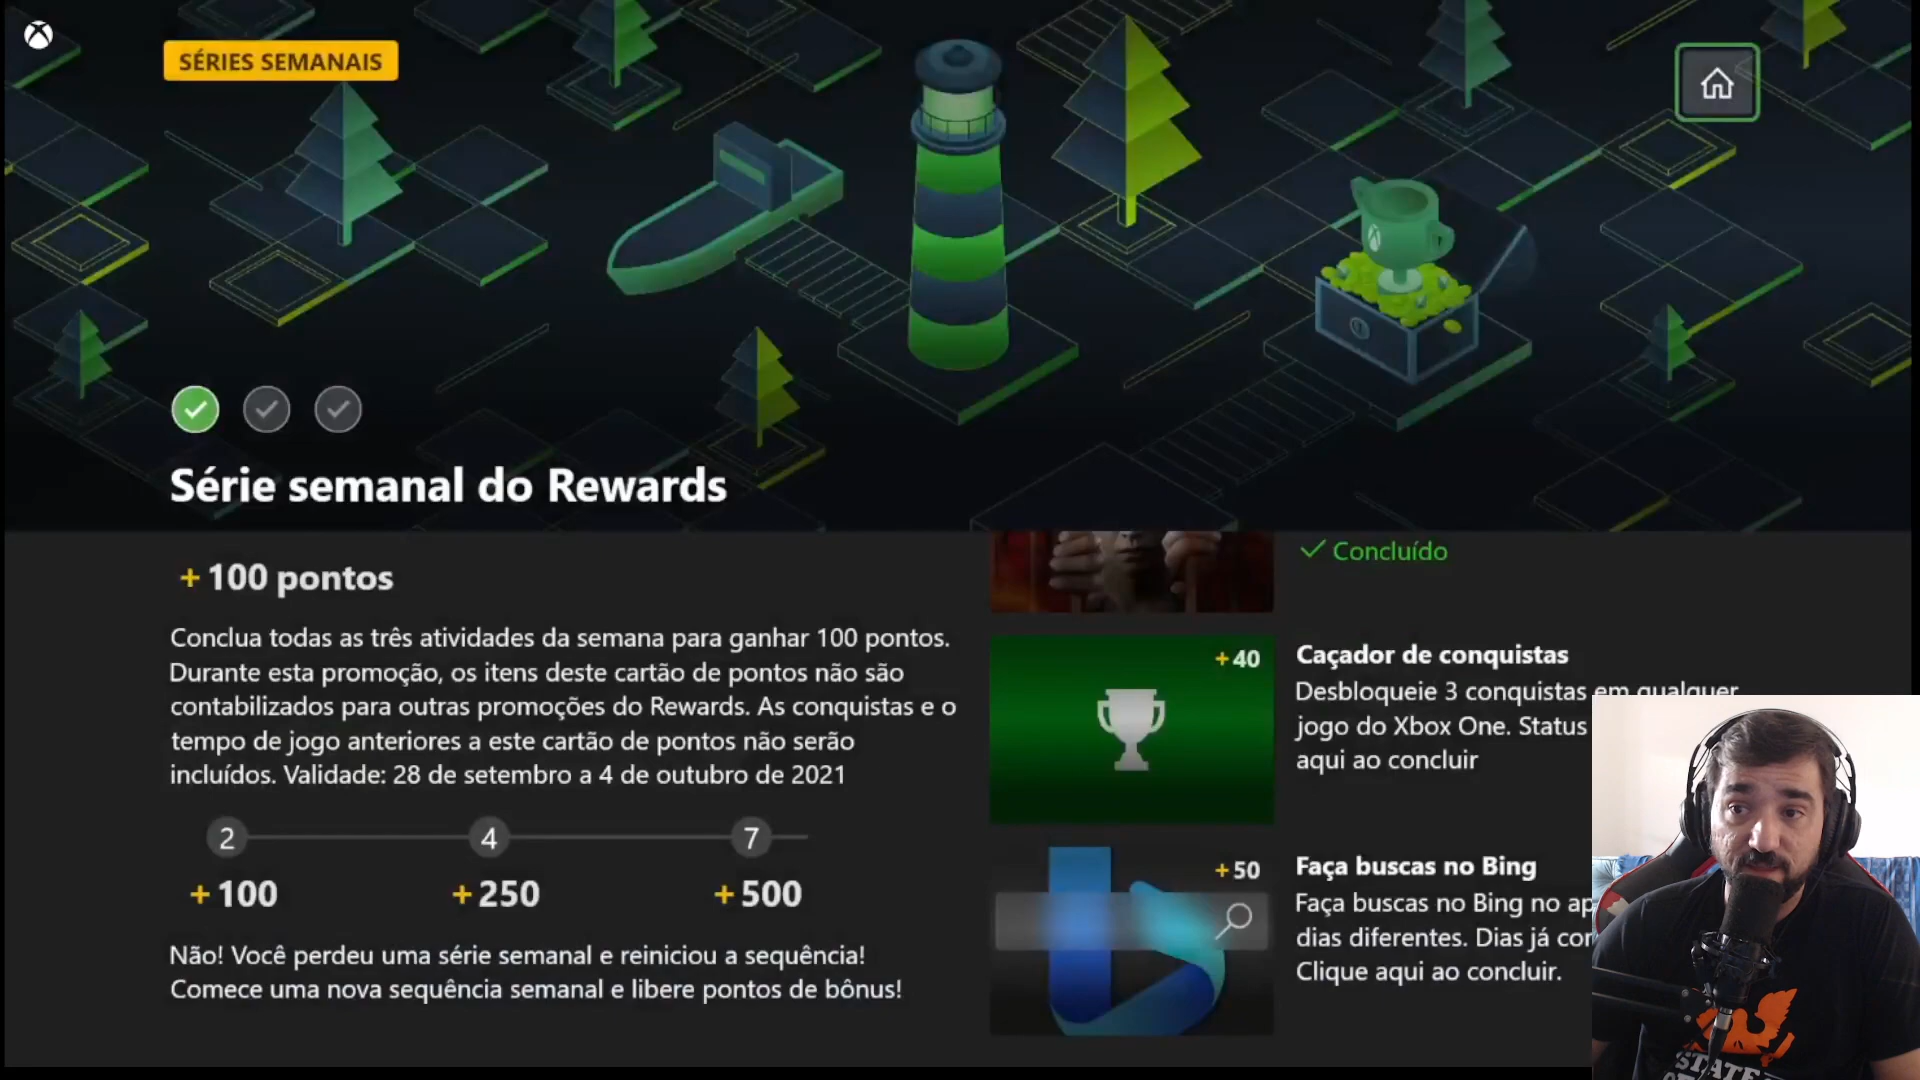 SÉRIES SEMANAIS
Série semanal do Rewards
+ 100 pontos
Conclua todas as três atividades da semana para ganhar 100 pontos.
Durante esta promoção, os itens deste cartão de pontos não são
contabilizados para outras promoções do Rewards. As conquistas e o
tempo de jogo anteriores a este cartão de pontos não serão
incluídos. Validade: 28 de setembro a 4 de outubro de 2021
2 4 7
+100 +250 +500
Não! Você perdeu uma série semanal e reiniciou a sequência!
Comece uma nova sequência semanal e libere pontos de bônus!
Concluído
+40
Caçador de conquistas
Desbloqueie 3 conquistas em qualquer
jogo do Xbox One. Status
aqui ao concluir
+50
Faça buscas no Bing
Faça buscas no Bing no ap
dias diferentes. Dias já
Clique aqui ao concluir.
STATE